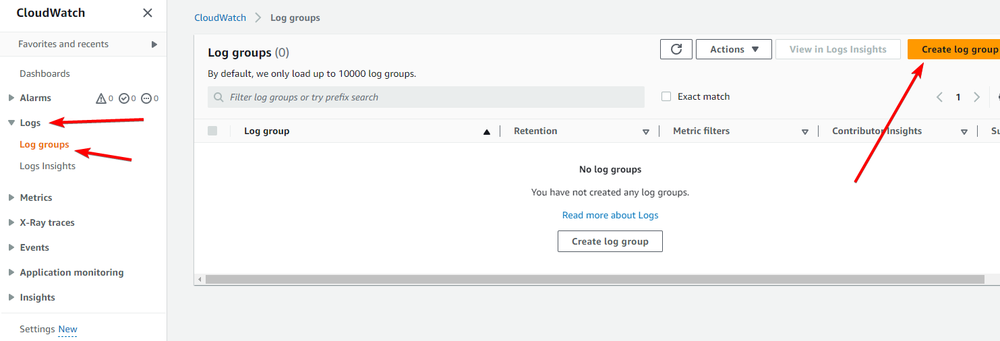 CloudWatch
Favorites and recents
Dashboards
Alarms 0 0 0
Logs
Log groups
Logs Insights
Metrics
X-Ray traces
Events
Application monitoring
Insights
Settings New
CloudWatch > Log groups
Log groups (0)
Actions
View in Logs Insights
Create log group
By default, we only load up to 10000 log groups.
Filter log groups or try prefix search
Exact match
1
Log group Retention Metric filters Contributor Insights
No log groups
You have not created any log groups.
Read more about Logs
Create log group